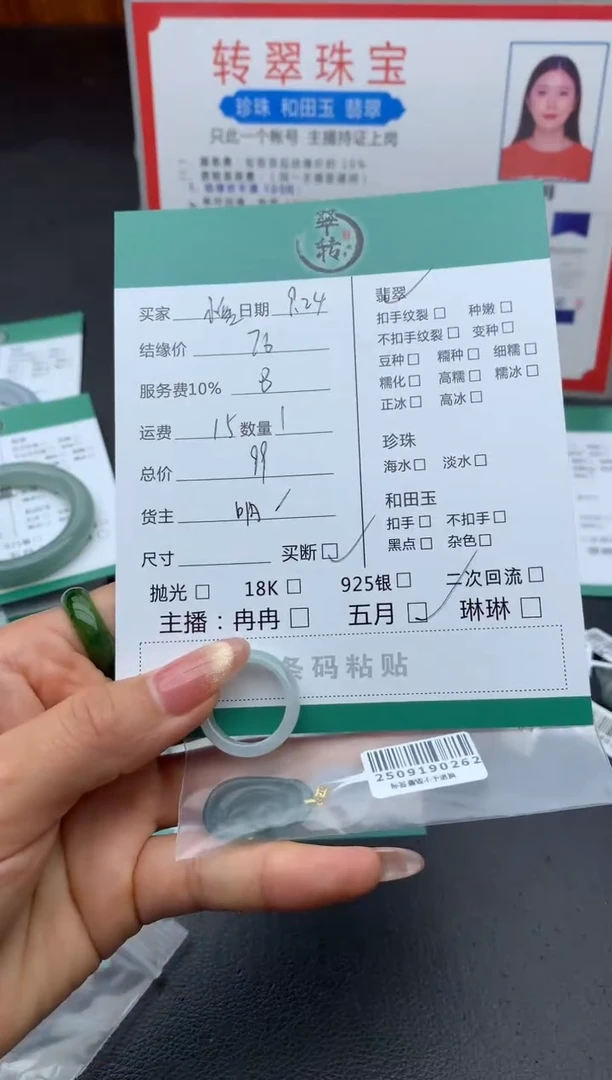 转翠珠宝
珍珠 和田玉 翡翠
只此一个帐号 主播持证上岗
翠转
买家 日期 9.24
结缘价 76
服务费10% 8
运费 15 数量 1
总价 99
货主
尺寸 买断
翡翠
扣手纹裂 种嫩
不扣手纹裂 变种
豆种 糯种 细糯
糯化 高糯 糯冰
正冰 高冰
珍珠
海水 淡水
和田玉
扣手 不扣手
黑点 杂色
抛光 18K 925银 二次回流
主播：冉冉 五月 琳琳
条码粘贴
2509190262